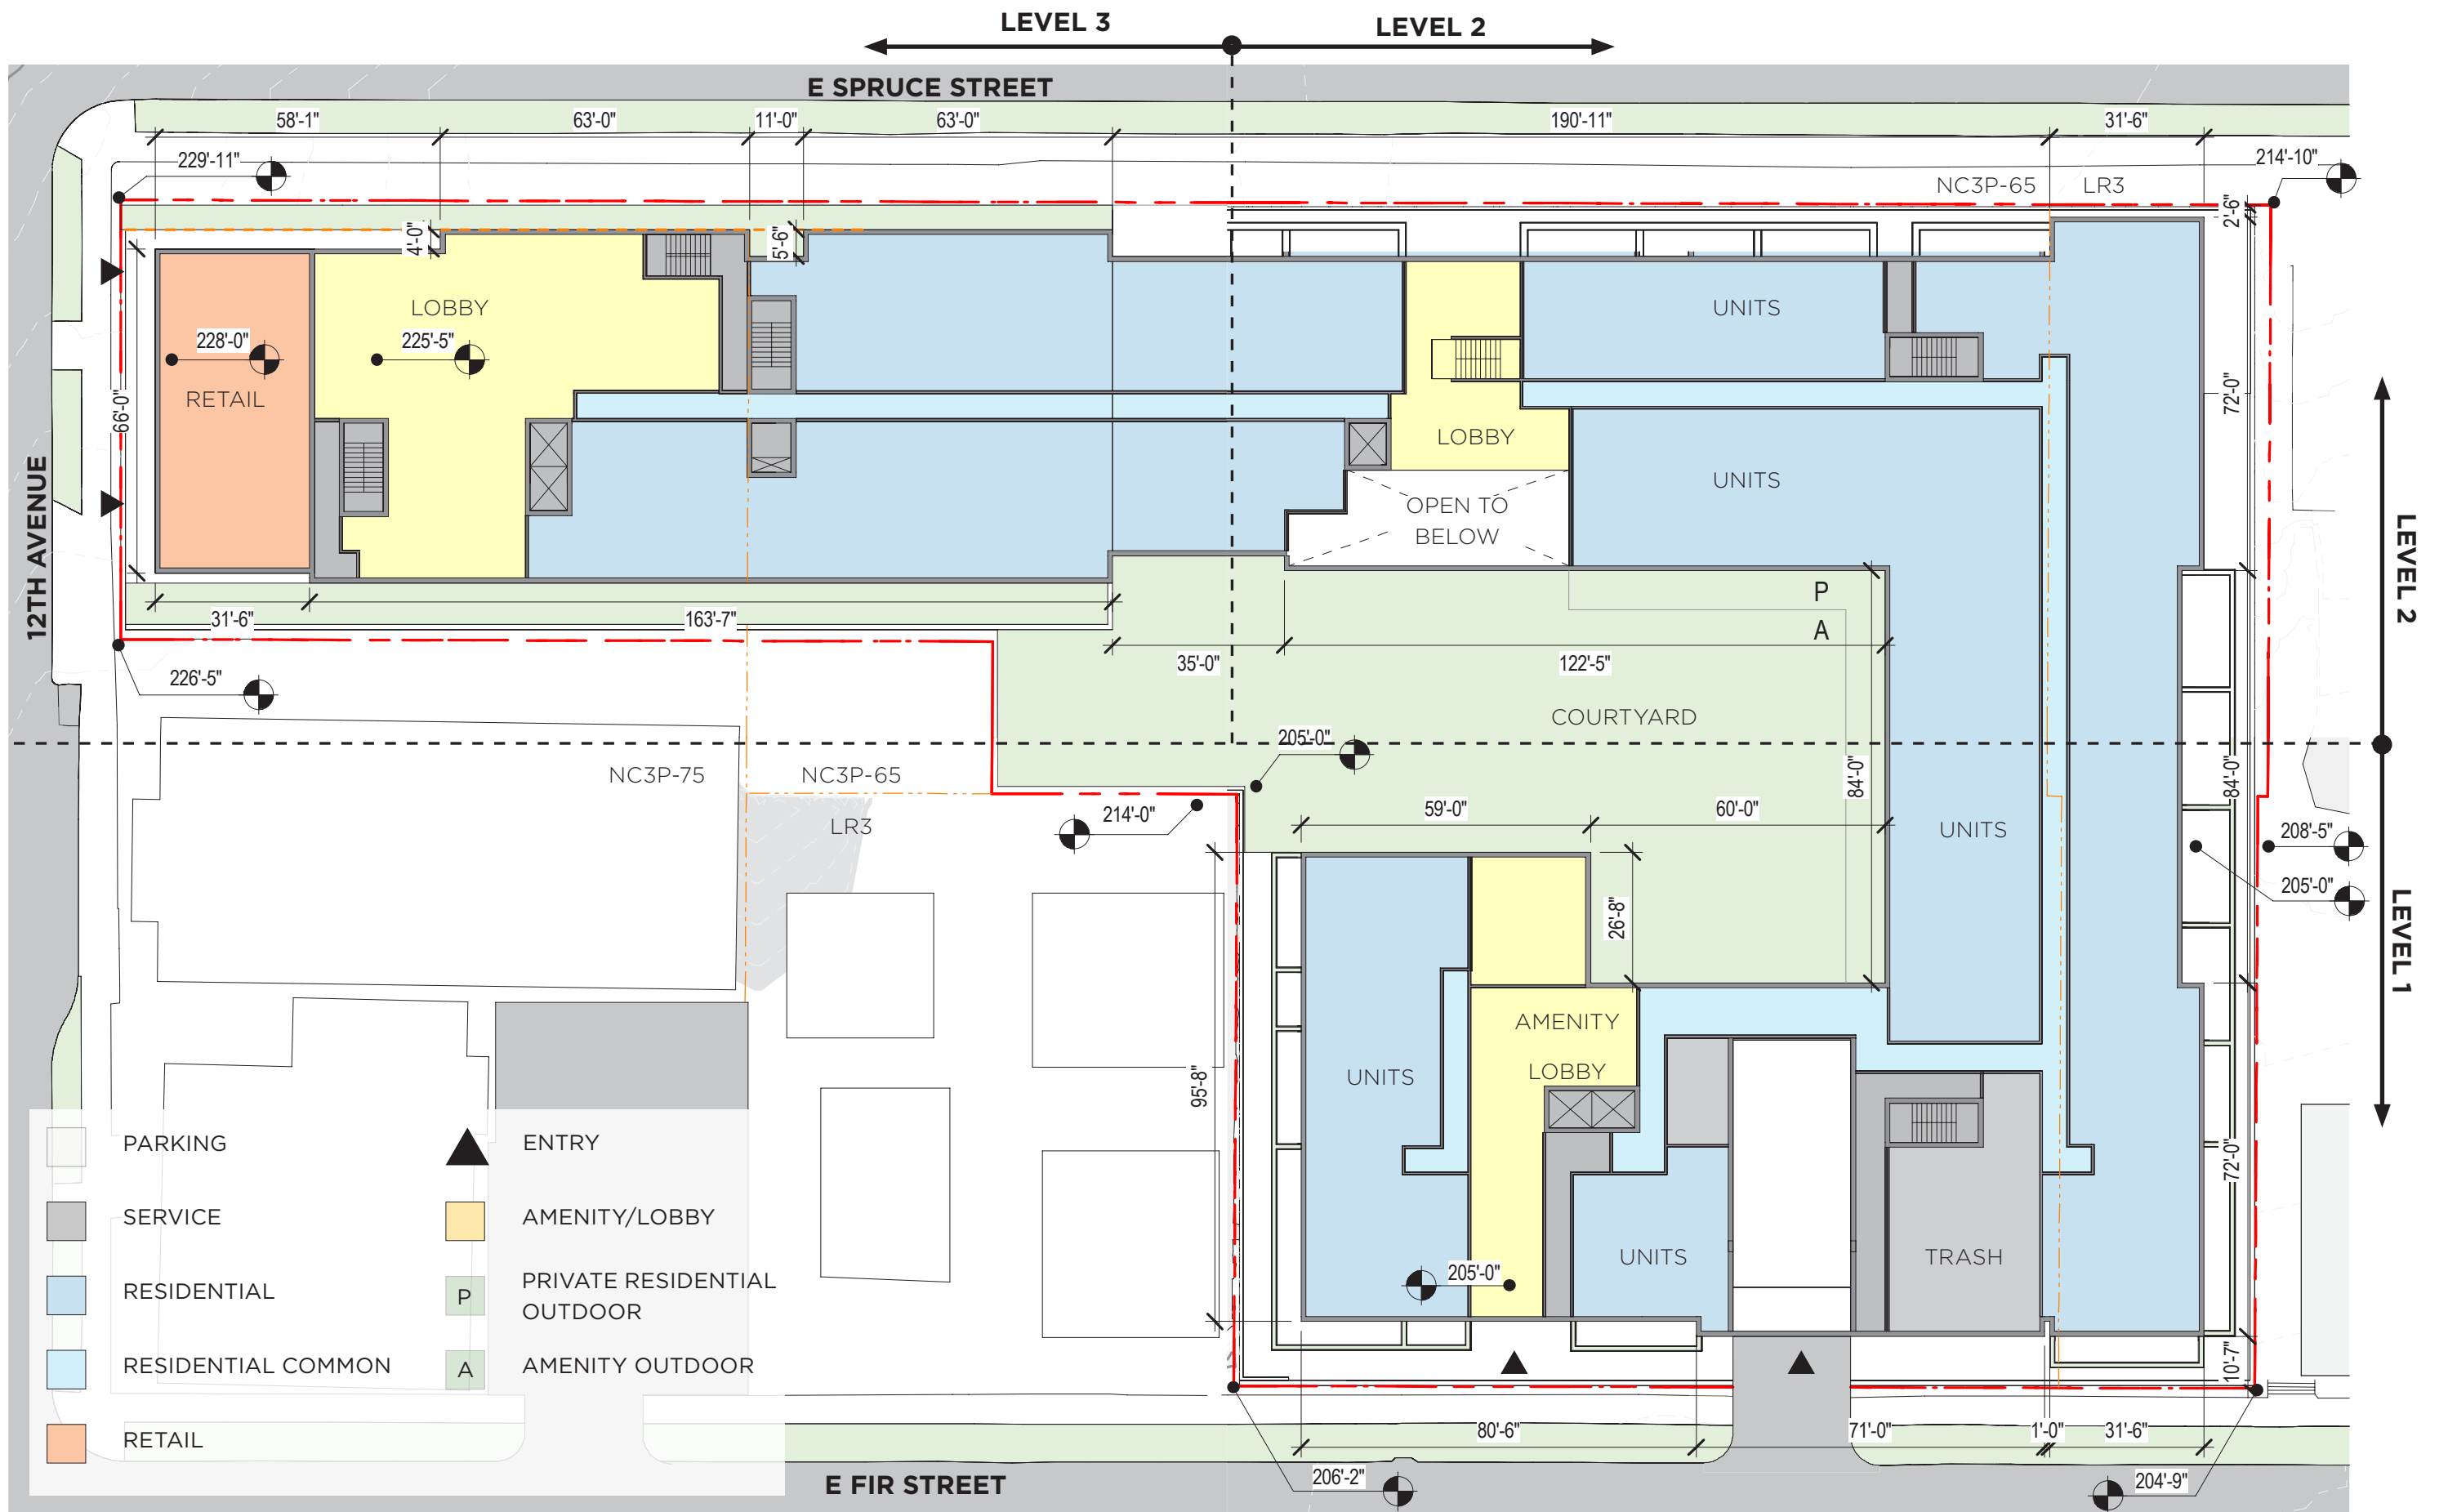 LEVEL 3
LEVEL 2
E SPRUCE STREET
58'-1"
63'-0"
11'-0"
63'-0"
190'-11"
31'-6"
229'-11"
214'-10"
NC3P-65
LR3
2'-6"
4'-0"
5'-6"
LOBBY
UNITS
228'-0"
225'-5"
RETAIL
66'-0"
72'-0"
LOBBY
UNITS
OPEN TO
BELOW
12TH AVENUE
LEVEL 2
P
A
31'-6"
163'-7"
35'-0"
122'-5"
226'-5"
COURTYARD
205'-0"
NC3P-75
NC3P-65
84'-0"
84'-0"
LR3
214'-0"
59'-0"
60'-0"
UNITS
208'-5"
205'-0"
26'-8"
LEVEL 1
AMENITY
LOBBY
UNITS
95'-8"
72'-0"
UNITS
TRASH
205'-0"
10'-7"
PARKING
ENTRY
SERVICE
AMENITY/LOBBY
RESIDENTIAL
P
PRIVATE RESIDENTIAL
OUTDOOR
RESIDENTIAL COMMON
A
AMENITY OUTDOOR
RETAIL
80'-6"
71'-0"
1'-0"
31'-6"
E FIR STREET
206'-2"
204'-9"